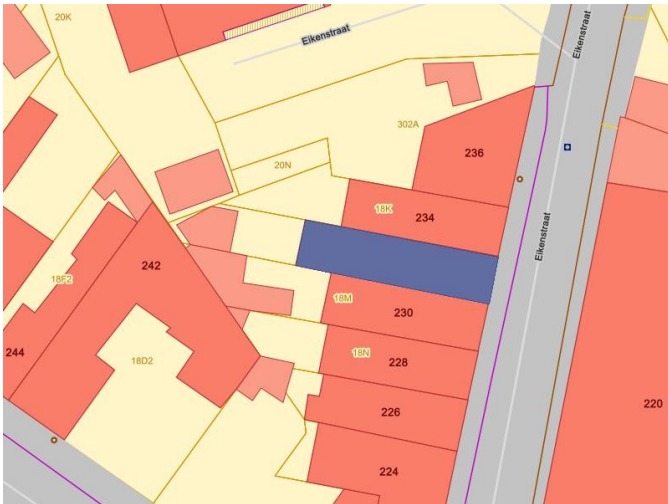 20K
Eikenstraat
Eikenstraat
302A
236
20N
18K
234
Eikenstraat
242
18F2
18M
230
18N
228
244
18D2
220
226
224